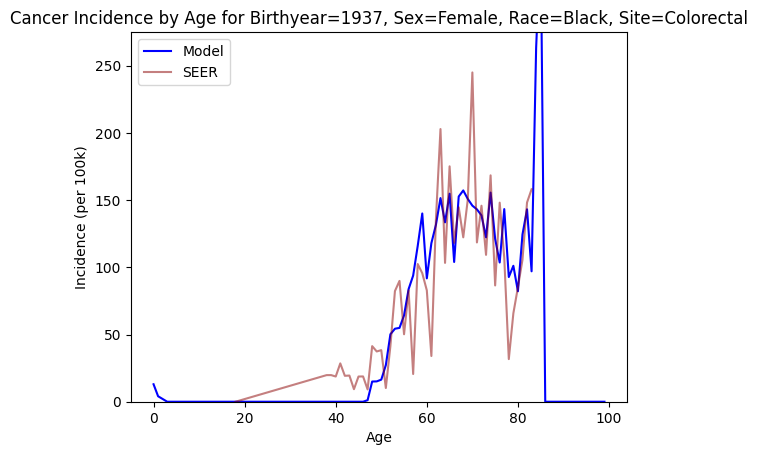 Cancer Incidence by Age for Birthyear=1937, Sex=Female, Race=Black, Site=Colorectal
Model
SEER
Incidence (per 100k)
250
200
150
100
50
0
0 20 40 60 80 100
Age